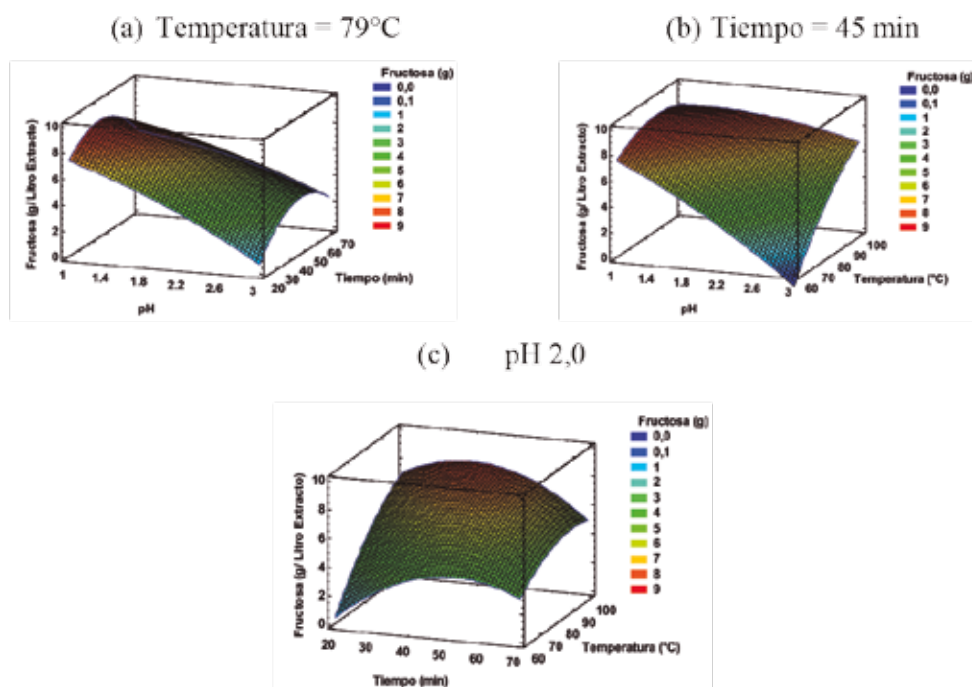 (a) Temperatura = 79°C
Fructosa (g)
0,0
0,1
1
2
3
4
5
6
7
8
9
Fructosa (g/ Litro Extracto)
10
8
6
4
2
0
1 1.4 1.8 2.2 2.6 3
pH
20 30 40 50 60 70
Tiempo (min)
(b) Tiempo = 45 min
Fructosa (g)
0,0
0,1
1
2
3
4
5
6
7
8
9
Fructosa (g/ Litro Extracto)
10
8
6
4
2
0
1 1.4 1.8 2.2 2.6 3
pH
60 70 80 90 100
Temperatura (°C)
(c) pH 2,0
Fructosa (g)
0,0
0,1
1
2
3
4
5
6
7
8
9
Fructosa (g/ Litro Extracto)
10
8
6
4
2
0
20 30 40 50 60 70
Tiempo (min)
60 70 80 90 100
Temperatura (°C)